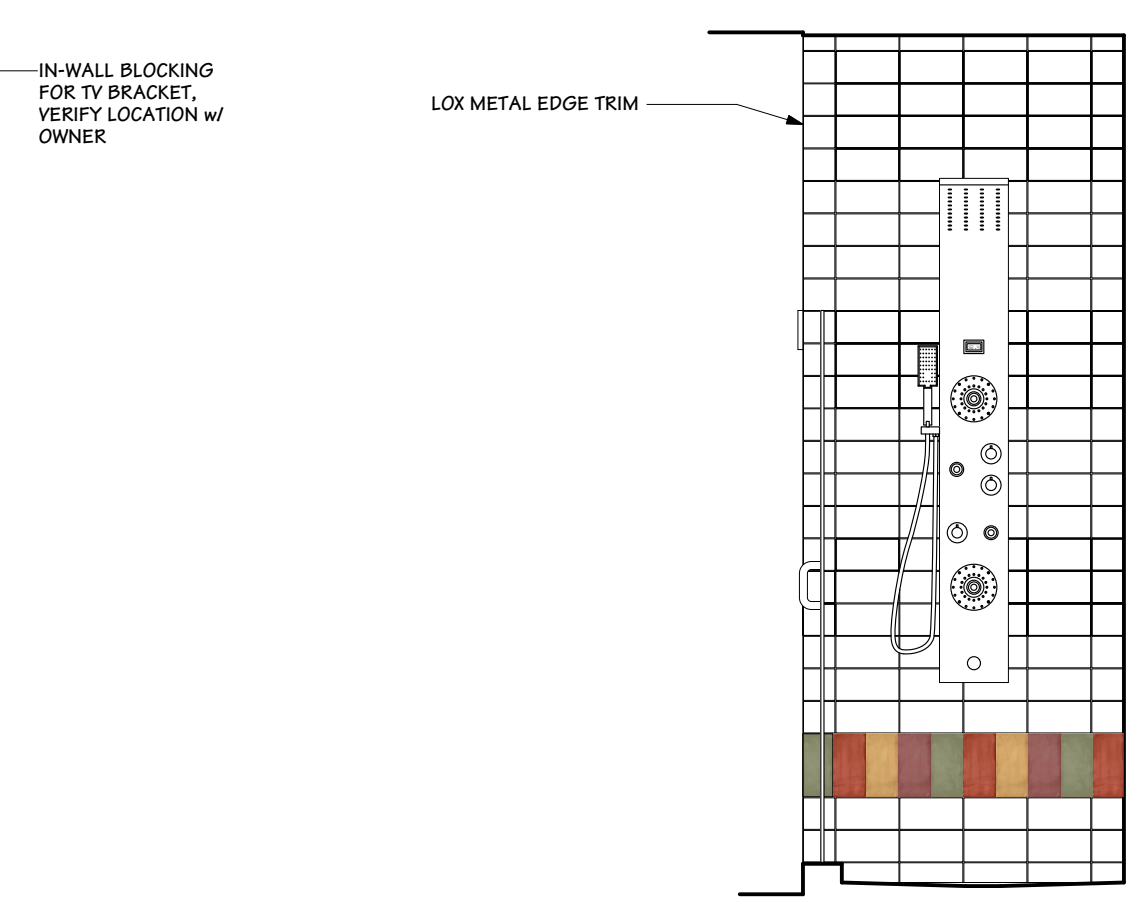 IN-WALL BLOCKING
FOR TV BRACKET,
VERIFY LOCATION w/
OWNER
LOX METAL EDGE TRIM